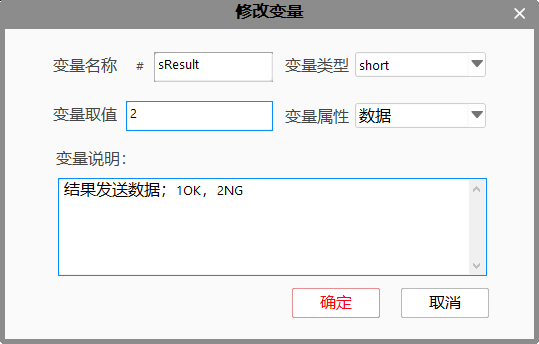 修改变量
变量名称 # sResult 变量类型 short
变量取值 2 变量属性 数据
变量说明：
结果发送数据；1OK，2NG
确定 取消